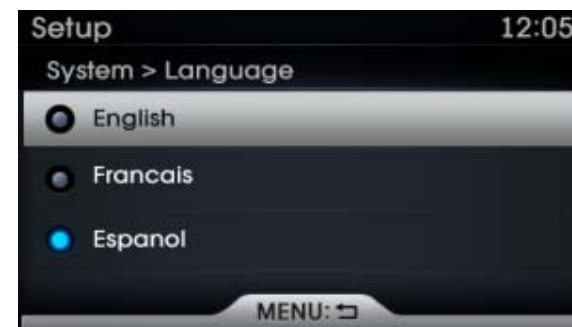 Setup 12:05
System > Language
English
Francais
Espanol
MENU: